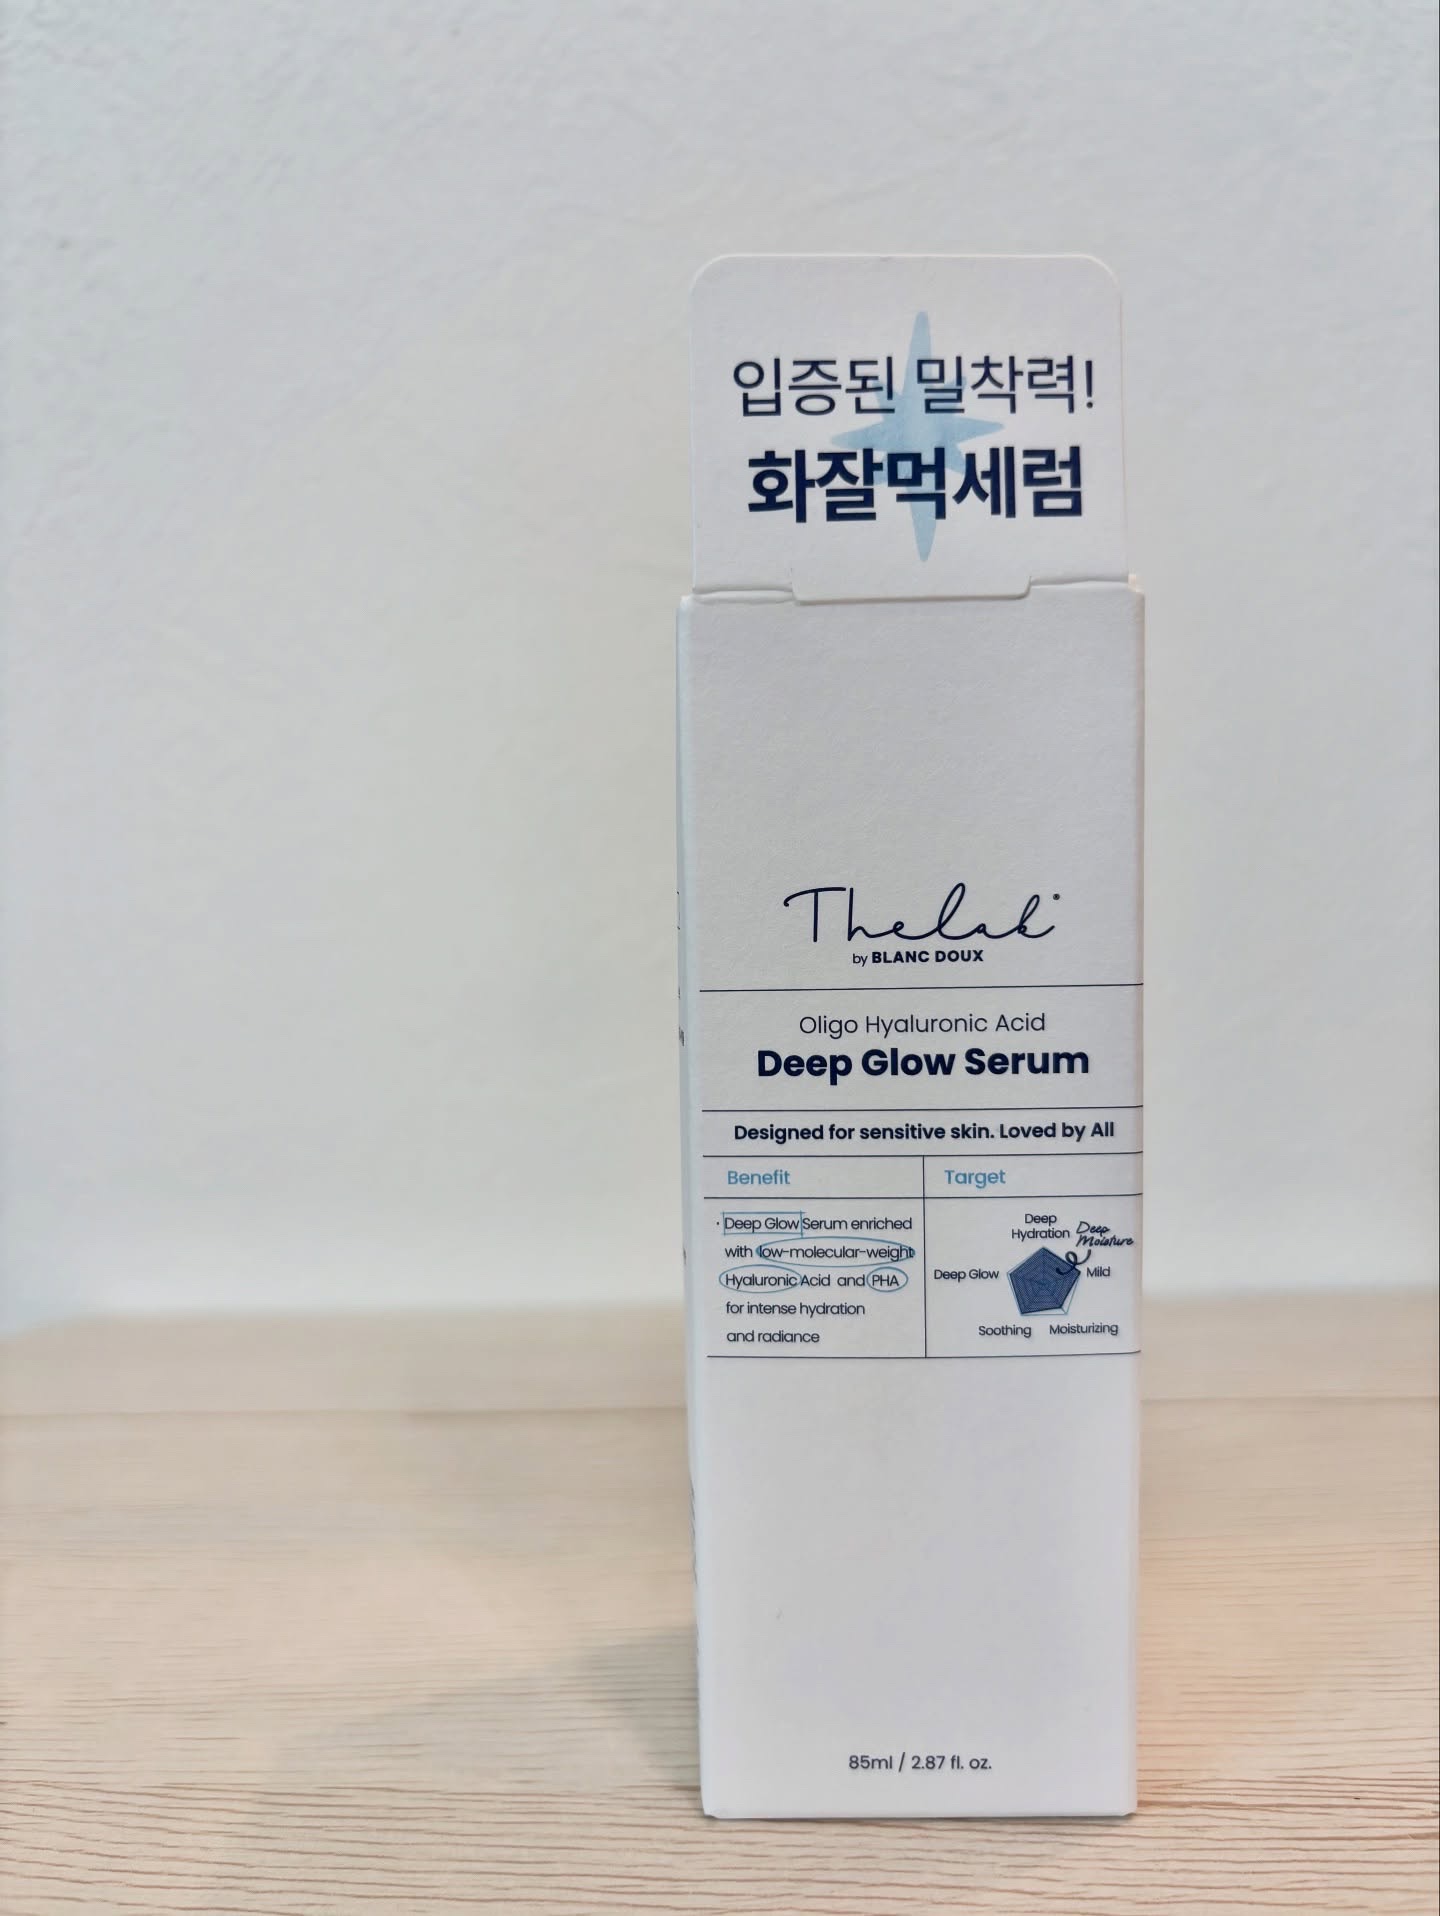 입증된 밀착력!
화잘먹세럼
Thelab®
by BLANC DOUX
Oligo Hyaluronic Acid
Deep Glow Serum
Designed for sensitive skin. Loved by All
Benefit
· Deep Glow Serum enriched
with low-molecular-weight
Hyaluronic Acid and PHA
for intense hydration
and radiance
Target
Deep
Hydration
Deep
Moisture
Deep Glow
Mild
Soothing
Moisturizing
85ml / 2.87 fl. oz.